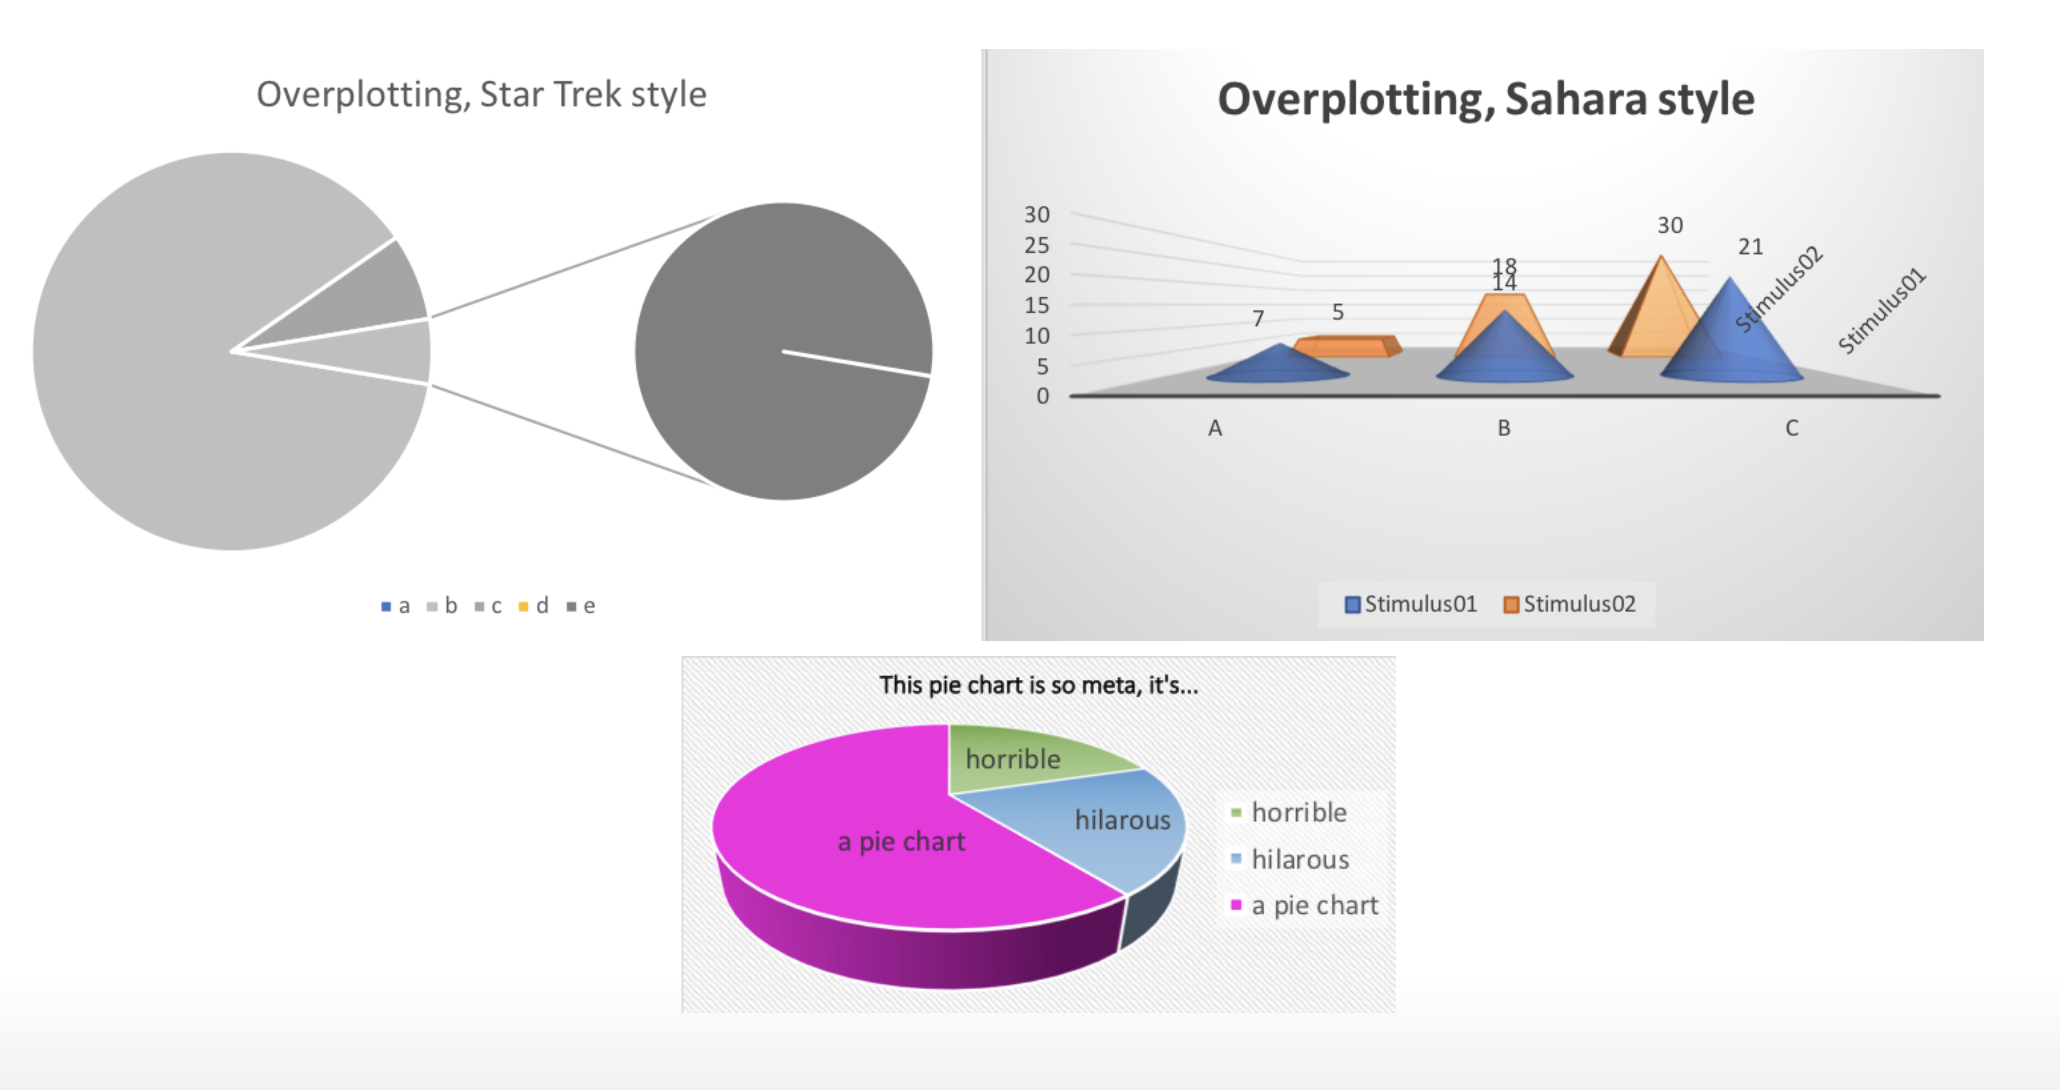 Overplotting, Star Trek style
a b c d e
Overplotting, Sahara style
30
25
20
15
10
5
0
7
5
18
14
30
21
Stimulus02
Stimulus01
A B C
Stimulus01 Stimulus02
This pie chart is so meta, it's...
horrible
hilarous
a pie chart
horrible
hilarous
a pie chart